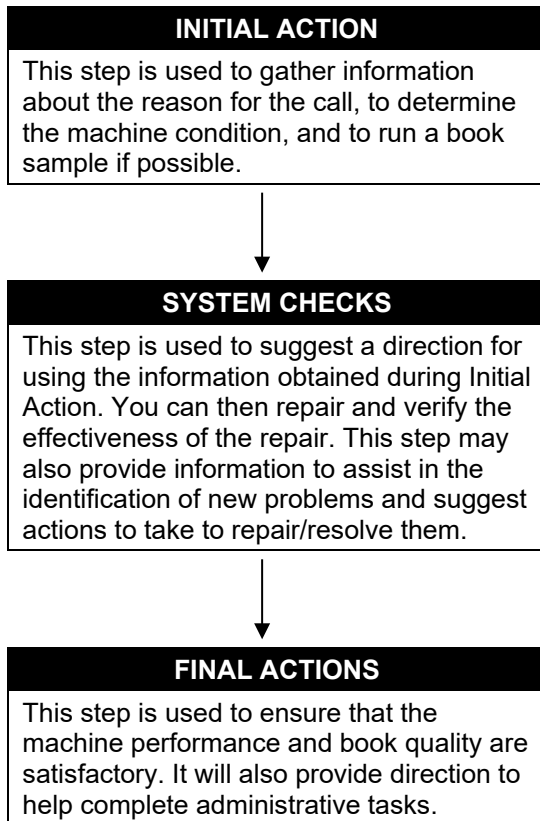 INITIAL ACTION
This step is used to gather information
about the reason for the call, to determine
the machine condition, and to run a book
sample if possible.
SYSTEM CHECKS
This step is used to suggest a direction for
using the information obtained during Initial
Action. You can then repair and verify the
effectiveness of the repair. This step may
also provide information to assist in the
identification of new problems and suggest
actions to take to repair/resolve them.
FINAL ACTIONS
This step is used to ensure that the
machine performance and book quality are
satisfactory. It will also provide direction to
help complete administrative tasks.